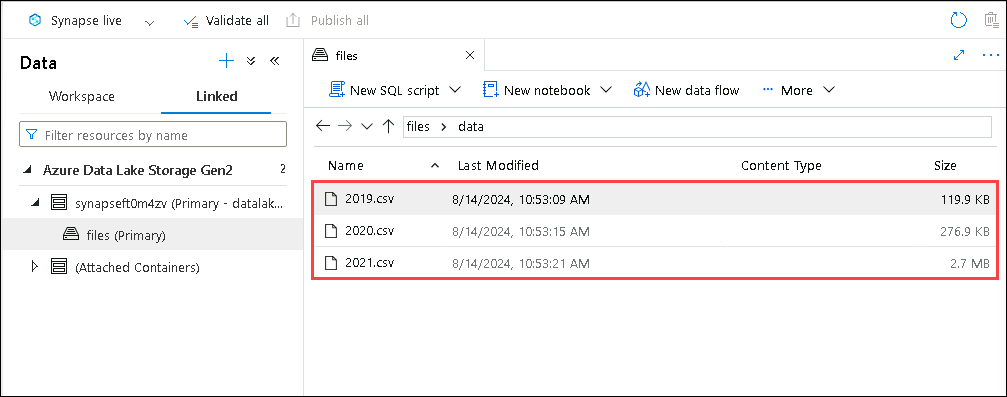 Synapse live Validate all Publish all
Data
Workspace Linked
Filter resources by name
Azure Data Lake Storage Gen2 2
synapseft0m4zv (Primary - datalak...
files (Primary)
(Attached Containers)
files
New SQL script New notebook New data flow ··· More
files > data
Name Last Modified Content Type Size
2019.csv 8/14/2024, 10:53:09 AM 119.9 KB
2020.csv 8/14/2024, 10:53:15 AM 276.9 KB
2021.csv 8/14/2024, 10:53:21 AM 2.7 MB